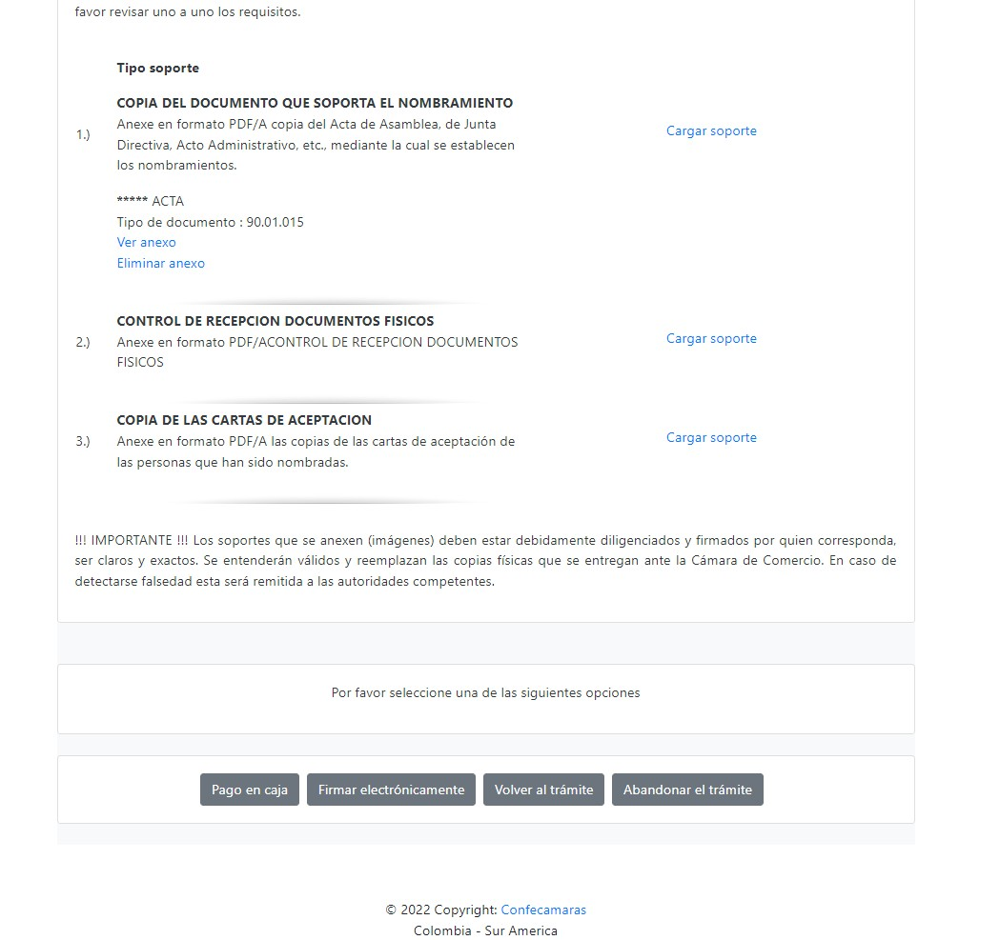 favor revisar uno a uno los requisitos.
Tipo soporte
1.)
COPIA DEL DOCUMENTO QUE SOPORTA EL NOMBRAMIENTO
Anexe en formato PDF/A copia del Acta de Asamblea, de Junta
Directiva, Acto Administrativo, etc., mediante la cual se establecen
los nombramientos.
Cargar soporte
***** ACTA
Tipo de documento : 90.01.015
Ver anexo
Eliminar anexo
2.)
CONTROL DE RECEPCION DOCUMENTOS FISICOS
Anexe en formato PDF/ACONTROL DE RECEPCION DOCUMENTOS
FISICOS
Cargar soporte
3.)
COPIA DE LAS CARTAS DE ACEPTACION
Anexe en formato PDF/A las copias de las cartas de aceptación de
las personas que han sido nombradas.
Cargar soporte
!!! IMPORTANTE !!! Los soportes que se anexen (imágenes) deben estar debidamente diligenciados y firmados por quien corresponda,
ser claros y exactos. Se entenderán válidos y reemplazan las copias físicas que se entregan ante la Cámara de Comercio. En caso de
detectarse falsedad esta será remitida a las autoridades competentes.
Por favor seleccione una de las siguientes opciones
Pago en caja Firmar electrónicamente Volver al trámite Abandonar el trámite
© 2022 Copyright: Confecamaras
Colombia - Sur America